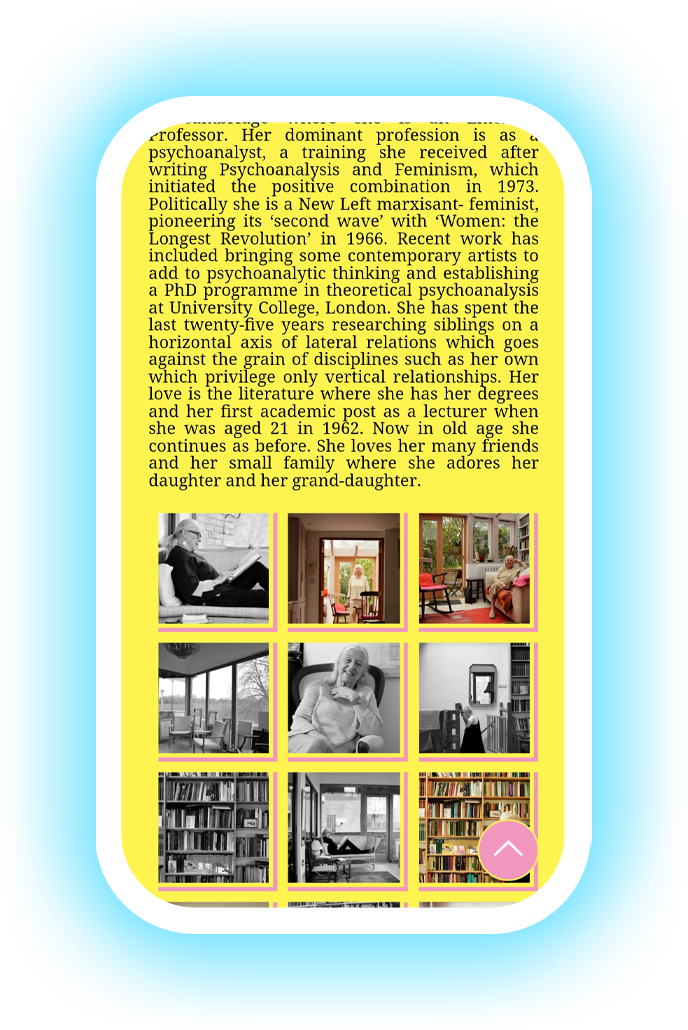 Cambridge where she is an
Professor. Her dominant profession is as a
psychoanalyst, a training she received after
writing Psychoanalysis and Feminism, which
initiated the positive combination in 1973.
Politically she is a New Left marxisant- feminist,
pioneering its ‘second wave’ with ‘Women: the
Longest Revolution’ in 1966. Recent work has
included bringing some contemporary artists to
add to psychoanalytic thinking and establishing
a PhD programme in theoretical psychoanalysis
at University College, London. She has spent the
last twenty-five years researching siblings on a
horizontal axis of lateral relations which goes
against the grain of disciplines such as her own
which privilege only vertical relationships. Her
love is the literature where she has her degrees
and her first academic post as a lecturer when
she was aged 21 in 1962. Now in old age she
continues as before. She loves her many friends
and her small family where she adores her
daughter and her grand-daughter.